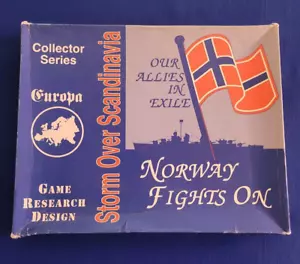 Collector
Series
Europa
GAME
RESEARCH
DESIGN
Storm Over Scandinavia
OUR
ALLIES
IN
EXILE
NORWAY
FIGHTS ON